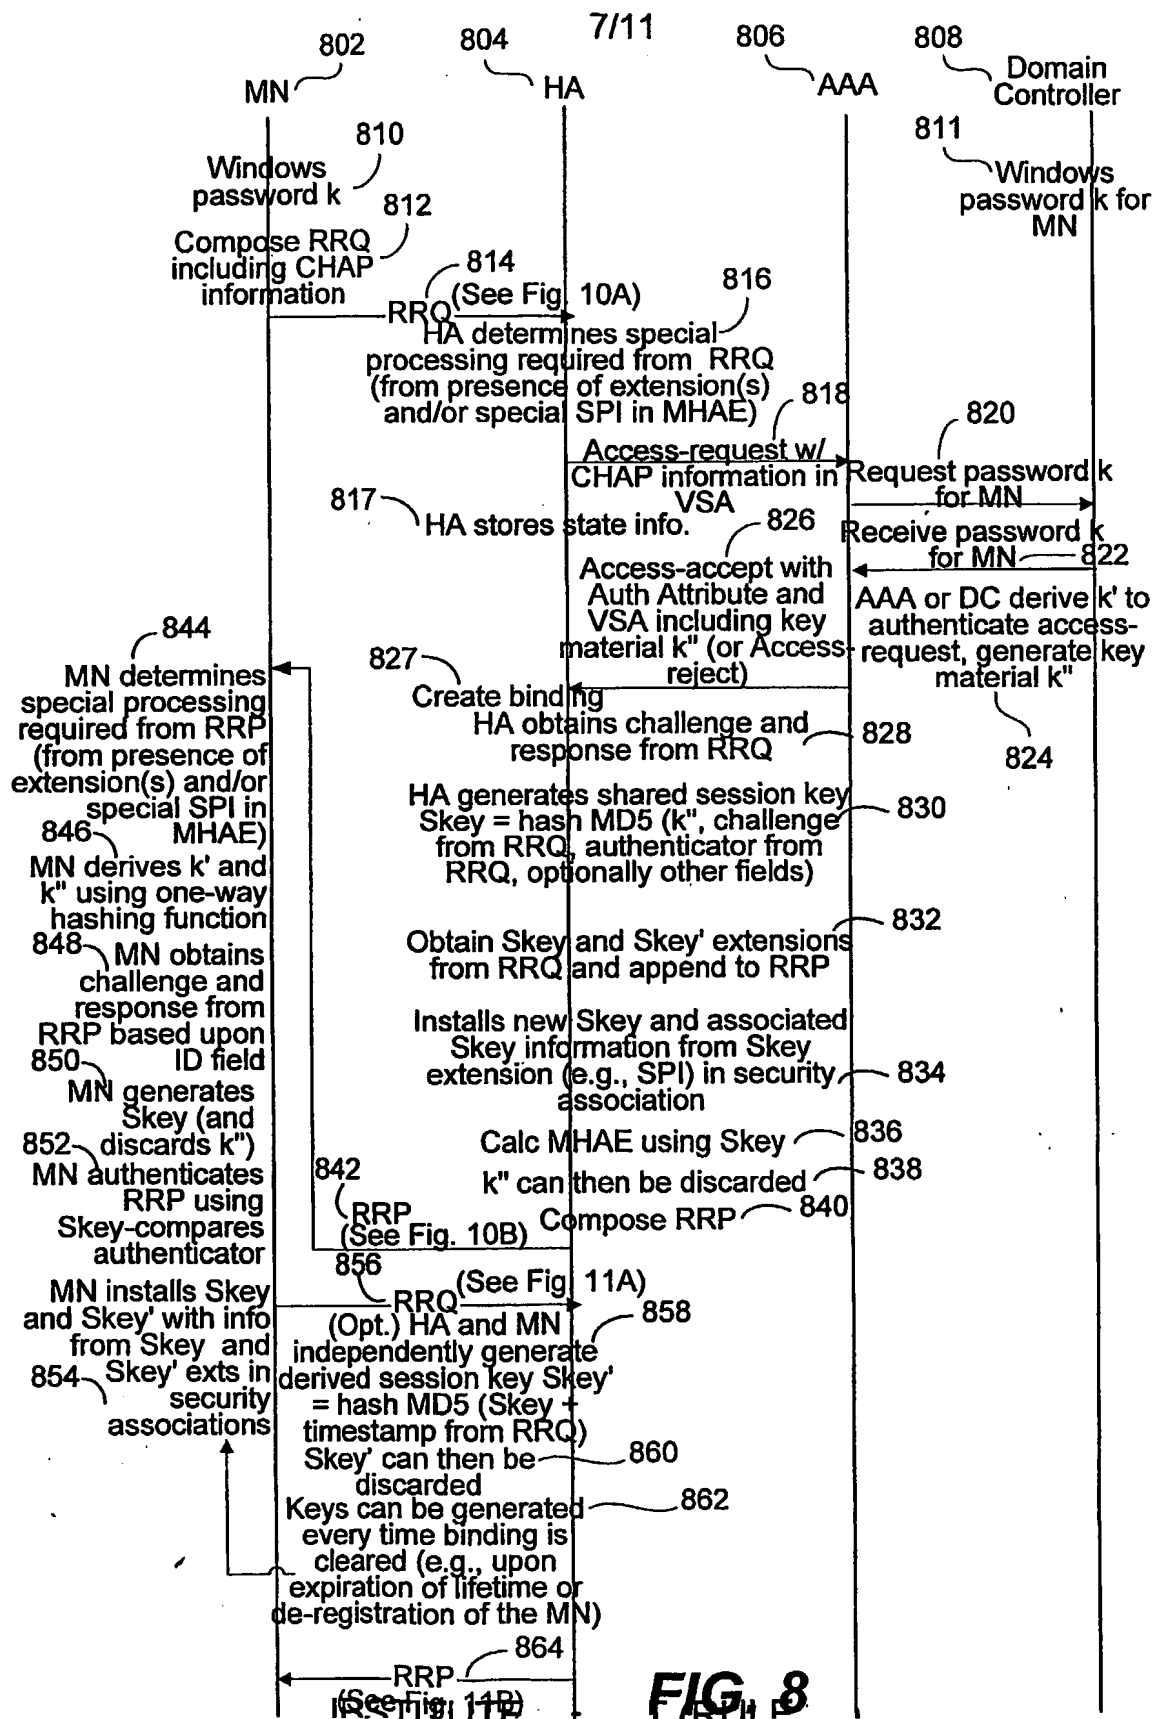 7/11
802
804
806
808
MN
HA
AAA
Domain
Controller
810
811
Windows
password k
Windows
password k for
MN
812
Compose RRQ
including CHAP
information
814
RRQ
(See Fig. 10A)
816
HA determines special
processing required from RRQ
(from presence of extension(s)
and/or special SPI in MHAE)
818
Access-request w/
CHAP information in
VSA
820
Request password k
for MN
817
HA stores state info.
826
Receive password k
for MN
822
Access-accept with
Auth Attribute and
VSA including key
material k" (or Access-
reject)
AAA or DC derive k' to
authenticate access-
request, generate key
material k"
824
827
Create binding
HA obtains challenge and
response from RRQ
828
HA generates shared session key
Skey = hash MD5 (k", challenge
from RRQ, authenticator from
RRQ, optionally other fields)
830
832
Obtain Skey and Skey' extensions
from RRQ and append to RRP
Installs new Skey and associated
Skey information from Skey
extension (e.g., SPI) in security
association
834
Calc MHAE using Skey
836
k" can then be discarded
838
Compose RRP
840
842
RRP
(See Fig. 10B)
844
MN determines
special processing
required from RRP
(from presence of
extension(s) and/or
special SPI in
MHAE)
846
MN derives k' and
k" using one-way
hashing function
848
MN obtains
challenge and
response from
RRP based upon
ID field
850
MN generates
Skey (and
discards k")
852
MN authenticates
RRP using
Skey-compares
authenticator
MN installs Skey
and Skey' with info
from Skey and
Skey' exts in
security
associations
854
856
RRQ
(See Fig. 11A)
(Opt.) HA and MN
independently generate
derived session key Skey'
= hash MD5 (Skey +
timestamp from RRQ)
858
Skey' can then be
discarded
860
Keys can be generated
every time binding is
cleared (e.g., upon
expiration of lifetime or
de-registration of the MN)
862
864
RRP
(See Fig. 11B)
FIG. 8